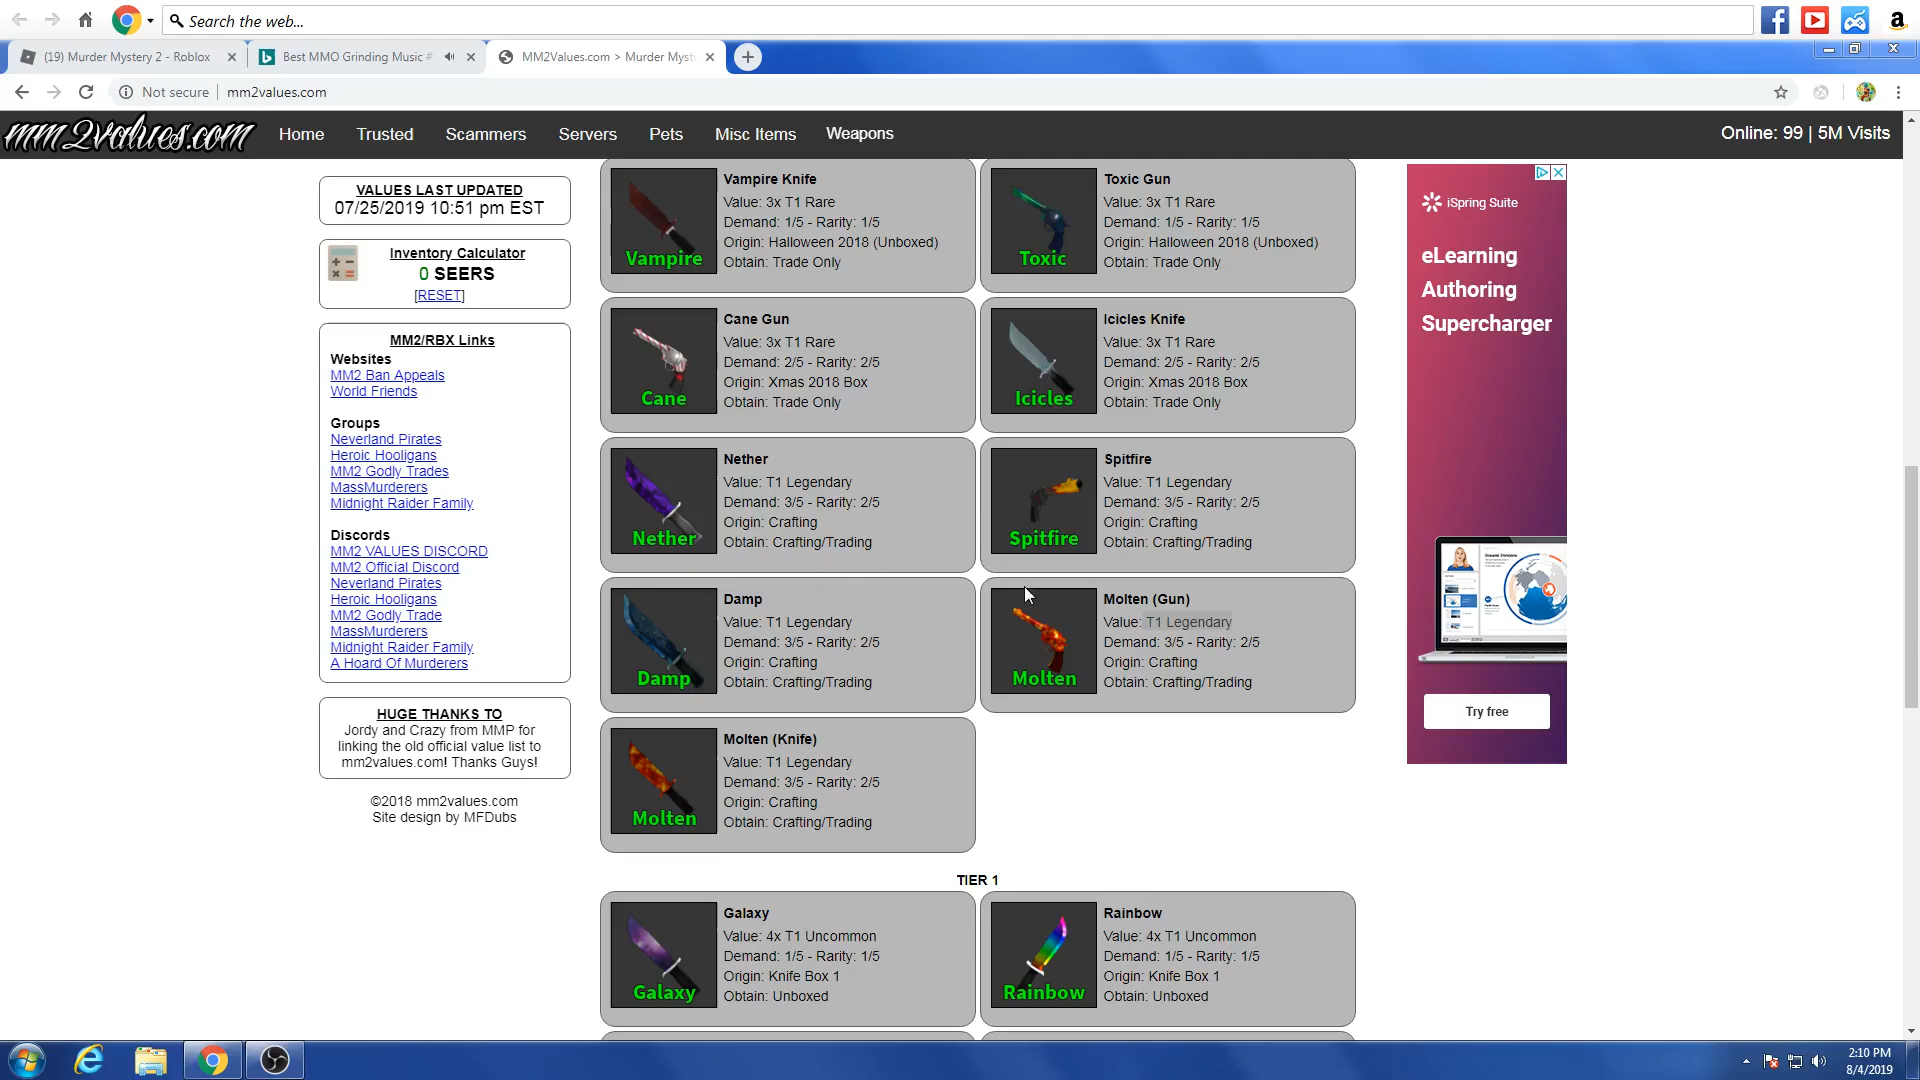 Search the web...
a
(19) Murder Mystery 2 - Roblox
Best MMO Grinding Music #
MM2Values.com > Murder Myst
Not secure
mm2values.com
mm2values.com
Home
Trusted
Scammers
Servers
Pets
Misc Items
Weapons
Online: 99 | 5M Visits
VALUES LAST UPDATED
07/25/2019 10:51 pm EST
Inventory Calculator
0 SEERS
[RESET]
MM2/RBX Links
Websites
MM2 Ban Appeals
World Friends
Groups
Neverland Pirates
Heroic Hooligans
MM2 Godly Trades
MassMurderers
Midnight Raider Family
Discords
MM2 VALUES DISCORD
MM2 Official Discord
Neverland Pirates
Heroic Hooligans
MM2 Godly Trade
MassMurderers
Midnight Raider Family
A Hoard Of Murderers
HUGE THANKS TO
Jordy and Crazy from MMP for
linking the old official value list to
mm2values.com! Thanks Guys!
©2018 mm2values.com
Site design by MFDubs
Vampire
Vampire Knife
Value: 3x T1 Rare
Demand: 1/5 - Rarity: 1/5
Origin: Halloween 2018 (Unboxed)
Obtain: Trade Only
Toxic
Toxic Gun
Value: 3x T1 Rare
Demand: 1/5 - Rarity: 1/5
Origin: Halloween 2018 (Unboxed)
Obtain: Trade Only
Cane
Cane Gun
Value: 3x T1 Rare
Demand: 2/5 - Rarity: 2/5
Origin: Xmas 2018 Box
Obtain: Trade Only
Icicles
Icicles Knife
Value: 3x T1 Rare
Demand: 2/5 - Rarity: 2/5
Origin: Xmas 2018 Box
Obtain: Trade Only
Nether
Nether
Value: T1 Legendary
Demand: 3/5 - Rarity: 2/5
Origin: Crafting
Obtain: Crafting/Trading
Spitfire
Spitfire
Value: T1 Legendary
Demand: 3/5 - Rarity: 2/5
Origin: Crafting
Obtain: Crafting/Trading
Damp
Damp
Value: T1 Legendary
Demand: 3/5 - Rarity: 2/5
Origin: Crafting
Obtain: Crafting/Trading
Molten
Molten (Gun)
Value: T1 Legendary
Demand: 3/5 - Rarity: 2/5
Origin: Crafting
Obtain: Crafting/Trading
Molten
Molten (Knife)
Value: T1 Legendary
Demand: 3/5 - Rarity: 2/5
Origin: Crafting
Obtain: Crafting/Trading
TIER 1
Galaxy
Galaxy
Value: 4x T1 Uncommon
Demand: 1/5 - Rarity: 1/5
Origin: Knife Box 1
Obtain: Unboxed
Rainbow
Rainbow
Value: 4x T1 Uncommon
Demand: 1/5 - Rarity: 1/5
Origin: Knife Box 1
Obtain: Unboxed
iSpring Suite
eLearning
Authoring
Supercharger
Try free
2:10 PM
8/4/2019